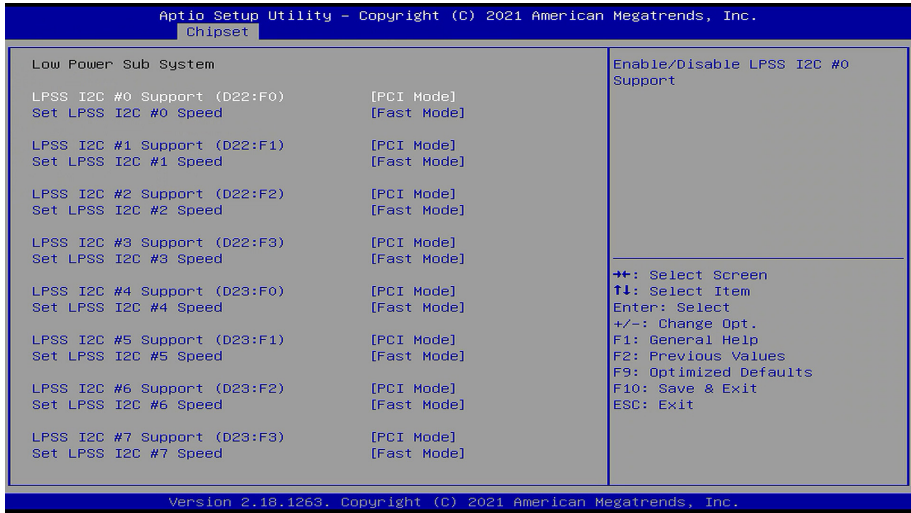 Aptio Setup Utility – Copyright (C) 2021 American Megatrends, Inc.
Chipset
Low Power Sub System
LPSS I2C #0 Support (D22:F0) [PCI Mode]
Set LPSS I2C #0 Speed [Fast Mode]
LPSS I2C #1 Support (D22:F1) [PCI Mode]
Set LPSS I2C #1 Speed [Fast Mode]
LPSS I2C #2 Support (D22:F2) [PCI Mode]
Set LPSS I2C #2 Speed [Fast Mode]
LPSS I2C #3 Support (D22:F3) [PCI Mode]
Set LPSS I2C #3 Speed [Fast Mode]
LPSS I2C #4 Support (D23:F0) [PCI Mode]
Set LPSS I2C #4 Speed [Fast Mode]
LPSS I2C #5 Support (D23:F1) [PCI Mode]
Set LPSS I2C #5 Speed [Fast Mode]
LPSS I2C #6 Support (D23:F2) [PCI Mode]
Set LPSS I2C #6 Speed [Fast Mode]
LPSS I2C #7 Support (D23:F3) [PCI Mode]
Set LPSS I2C #7 Speed [Fast Mode]
Enable/Disable LPSS I2C #0
Support
→←: Select Screen
↑↓: Select Item
Enter: Select
+/-: Change Opt.
F1: General Help
F2: Previous Values
F9: Optimized Defaults
F10: Save & Exit
ESC: Exit
Version 2.18.1263. Copyright (C) 2021 American Megatrends, Inc.